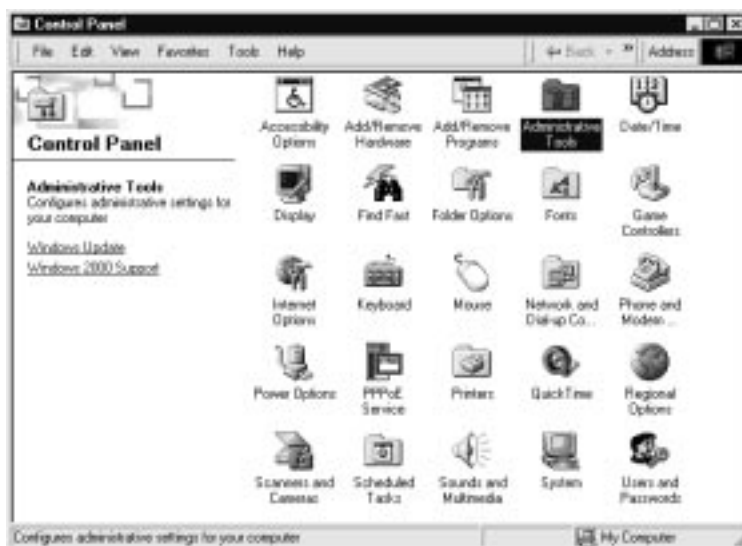 Control Panel
File Edit View Favorites Tools Help
Back » Address
Control Panel
Administrative Tools
Configures administrative settings for
your computer
Windows Update
Windows 2000 Support
Accessibility
Options
Add/Remove
Hardware
Add/Remove
Programs
Administrative
Tools
Date/Time
Display
Find Fast
Folder Options
Fonts
Game
Controllers
Internet
Options
Keyboard
Mouse
Network and
Dial-up Co...
Phone and
Modem ...
Power Options
PPPoE
Service
Printers
QuickTime
Regional
Options
Scanners and
Cameras
Scheduled
Tasks
Sounds and
Multimedia
System
Users and
Passwords
Configures administrative settings for your computer
My Computer